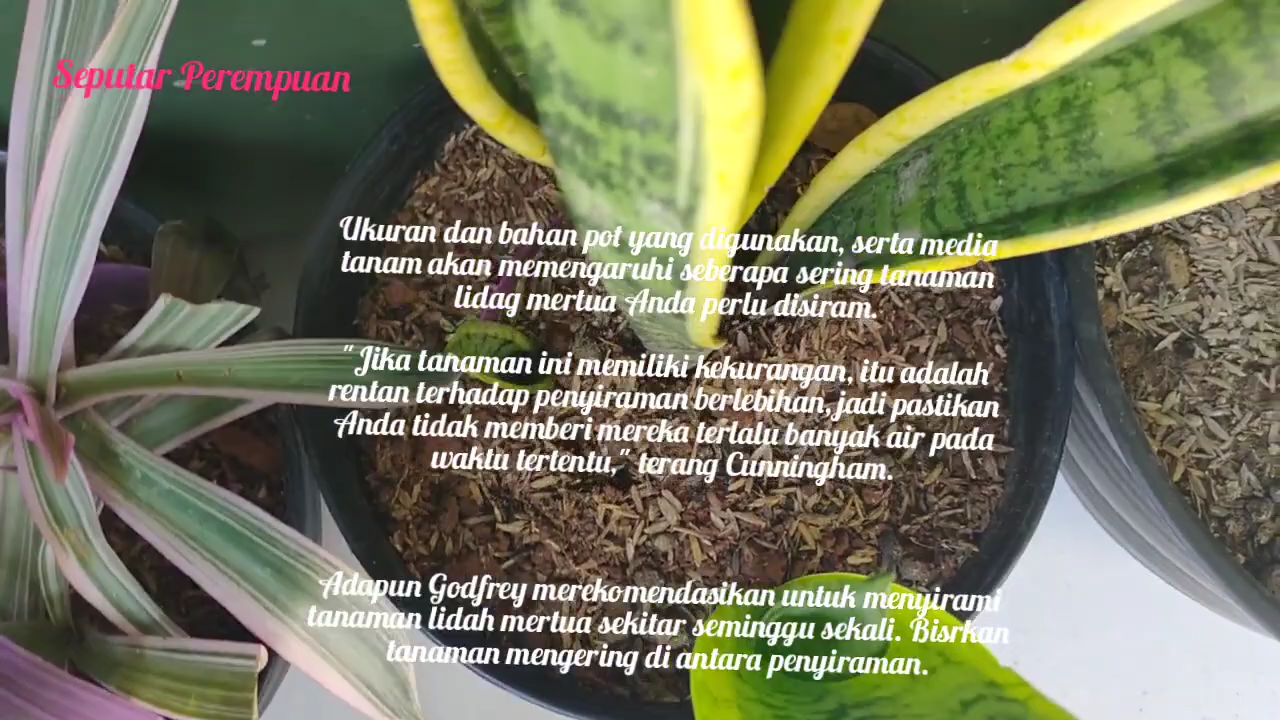 Seputar Perempuan
Ukuran dan bahan pot yang digunakan, serta media
tanam akan memengaruhi seberapa sering tanaman
lidag mertua Anda perlu disiram.
"Jika tanaman ini memiliki kekurangan, itu adalah
rentan terhadap penyiraman berlebihan, jadi pastikan
Anda tidak memberi mereka terlalu banyak air pada
waktu tertentu," terang Cunningham.
Adapun Godfrey merekomendasikan untuk menyirami
tanaman lidah mertua sekitar seminggu sekali. Bisrkan
tanaman mengering di antara penyiraman.